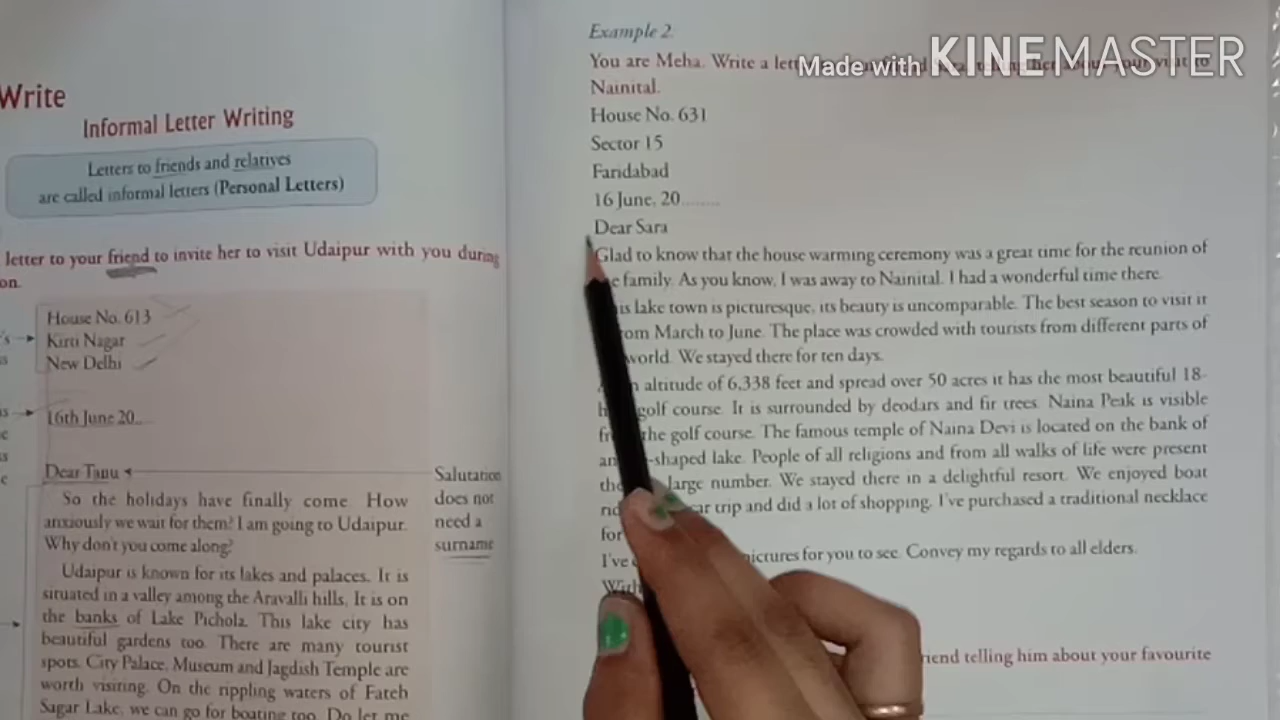 Write
Informal Letter Writing
Letters to friends and relatives
are called informal letters (Personal Letters)
letter to your friend to invite her to visit Udaipur with you during
on.
House No. 613
Kirti Nagar
New Delhi
16th June 20...
Dear Tanu
Salutation
does not
need a
surname
So the holidays have finally come. How
anxiously we wait for them? I am going to Udaipur.
Why don't you come along?
Udaipur is known for its lakes and palaces. It is
situated in a valley among the Aravalli hills. It is on
the banks of Lake Pichola. This lake city has
beautiful gardens too. There are many tourist
spots. City Palace, Museum and Jagdish Temple are
worth visiting. On the rippling waters of Fateh
Sagar Lake, we can go for boating too. Do let me
Made with KINEMASTER
Example 2
You are Meha. Write a telling her about your visit to
Nainital.
House No. 631
Sector 15
Faridabad
16 June, 20........
Dear Sara
Glad to know that the house warming ceremony was a great time for the reunion of
family. As you know, I was away to Nainital. I had a wonderful time there.
lake town is picturesque, its beauty is uncomparable. The best season to visit it
from March to June. The place was crowded with tourists from different parts of
world. We stayed there for ten days.
altitude of 6,338 feet and spread over 50 acres it has the most beautiful 18-
golf course. It is surrounded by deodars and fir trees. Naina Peak is visible
the golf course. The famous temple of Naina Devi is located on the bank of
-shaped lake. People of all religions and from all walks of life were present
large number. We stayed there in a delightful resort. We enjoyed boat
trip and did a lot of shopping. I've purchased a traditional necklace
for
I've pictures for you to see. Convey my regards to all elders.
With
friend telling him about your favourite